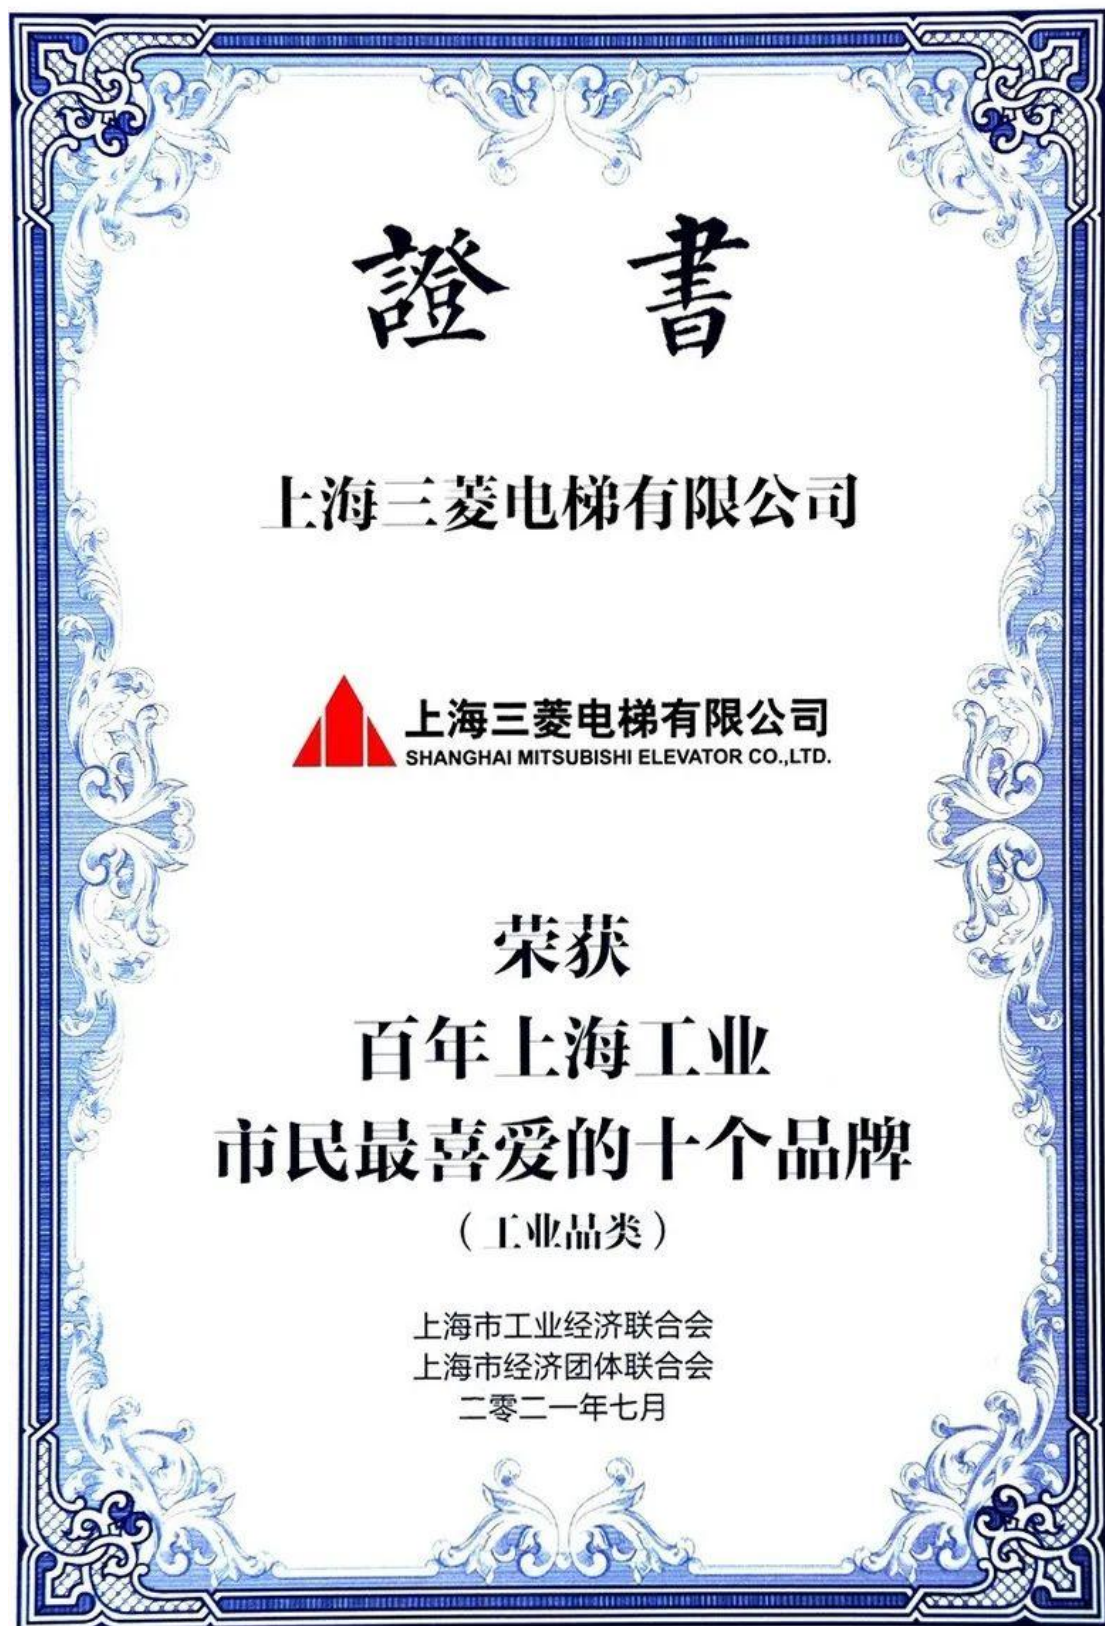 證書
上海三菱电梯有限公司
上海三菱电梯有限公司
SHANGHAI MITSUBISHI ELEVATOR CO.,LTD.
荣获
百年上海工业
市民最喜爱的十个品牌
（工业品类）
上海市工业经济联合会
上海市经济团体联合会
二零二一年七月